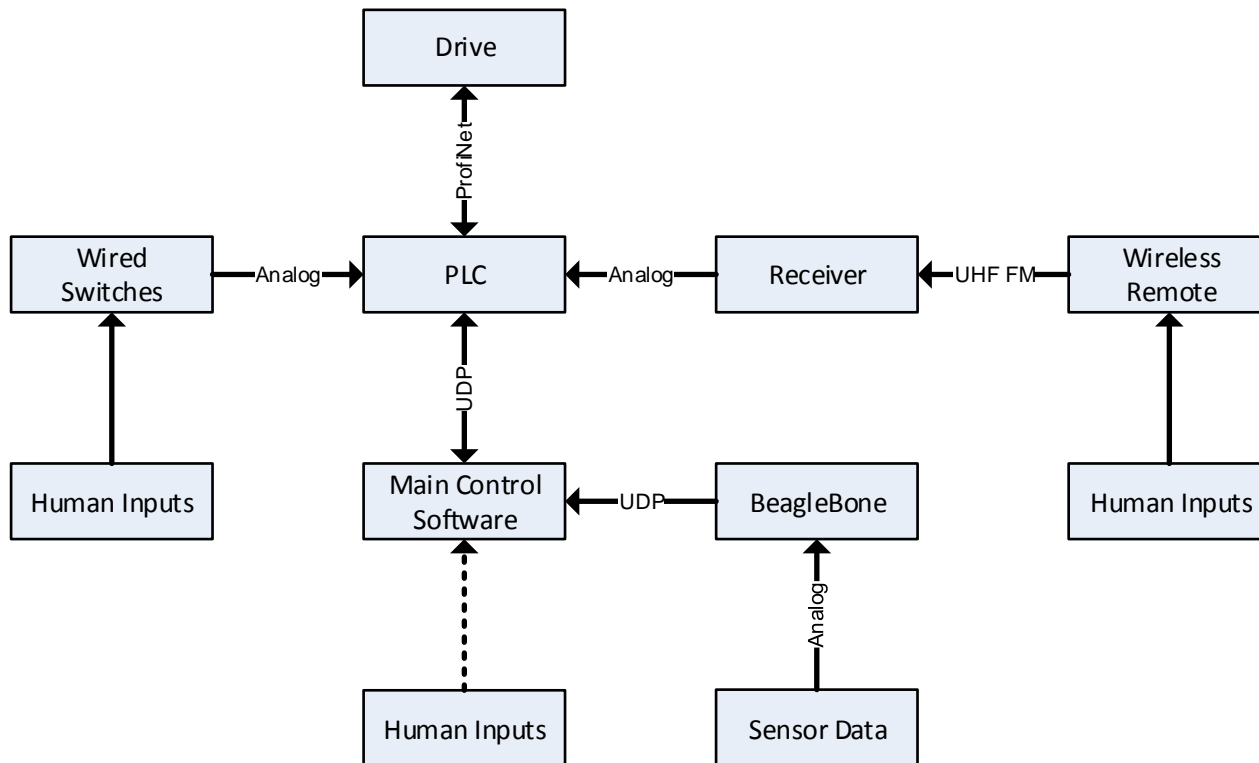 Drive
ProfiNet
Wired
Switches
Analog
PLC
Analog
Receiver
UHF FM
Wireless
Remote
UDP
Human Inputs
Main Control
Software
UDP
BeagleBone
Human Inputs
Analog
Human Inputs
Sensor Data